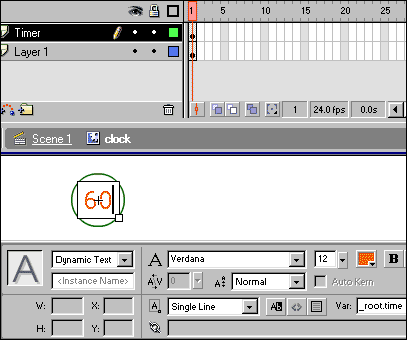 1 5 10 15 20 25
Timer
Layer 1
1 24.0 fps 0.0s
Scene 1 clock
60
A Dynamic Text A Verdana 12 B
<Instance Name> A/V 0 Normal Auto Kern
W: X: Single Line AB <> Var: _root.time
H: Y: